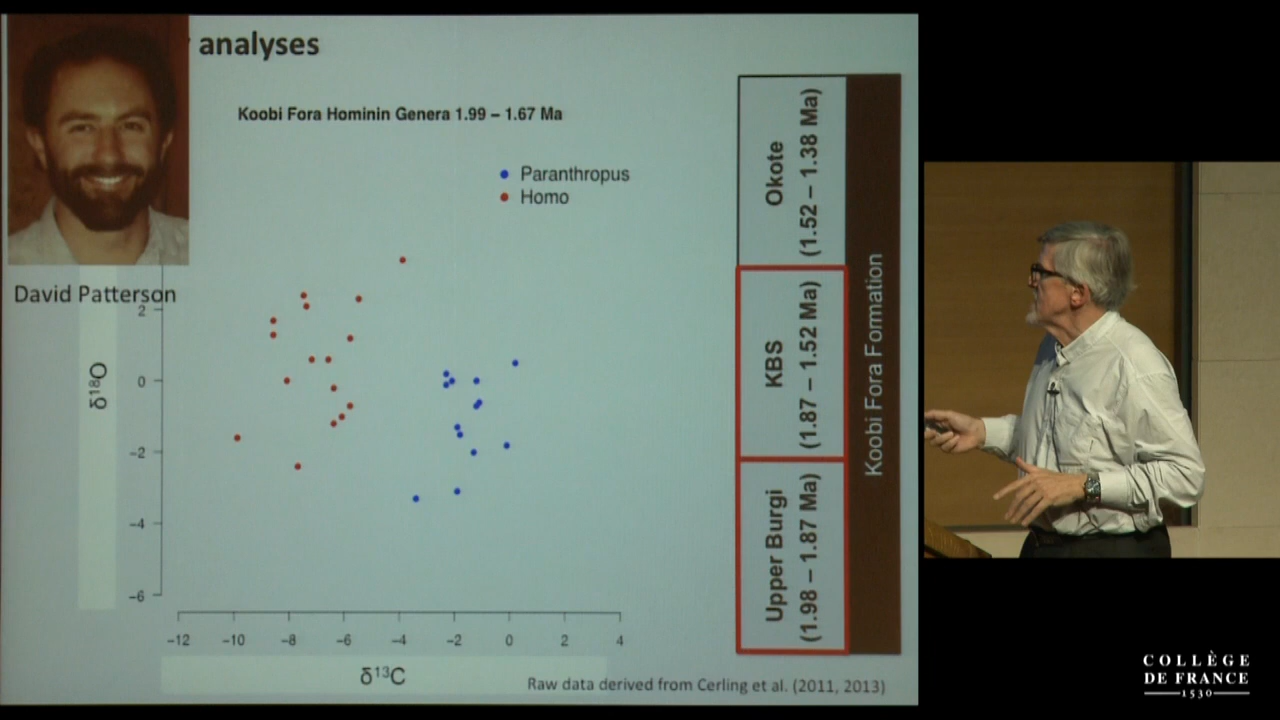 analyses
Koobi Fora Hominin Genera 1.99 – 1.67 Ma
Paranthropus
Homo
David Patterson
2
0
−2
−4
−6
δ¹⁸O
−12 −10 −8 −6 −4 −2 0 2 4
δ¹³C
Raw data derived from Cerling et al. (2011, 2013)
Okote
(1.52 – 1.38 Ma)
KBS
(1.87 – 1.52 Ma)
Upper Burgi
(1.98 – 1.87 Ma)
Koobi Fora Formation
COLLÈGE
DE FRANCE
1530